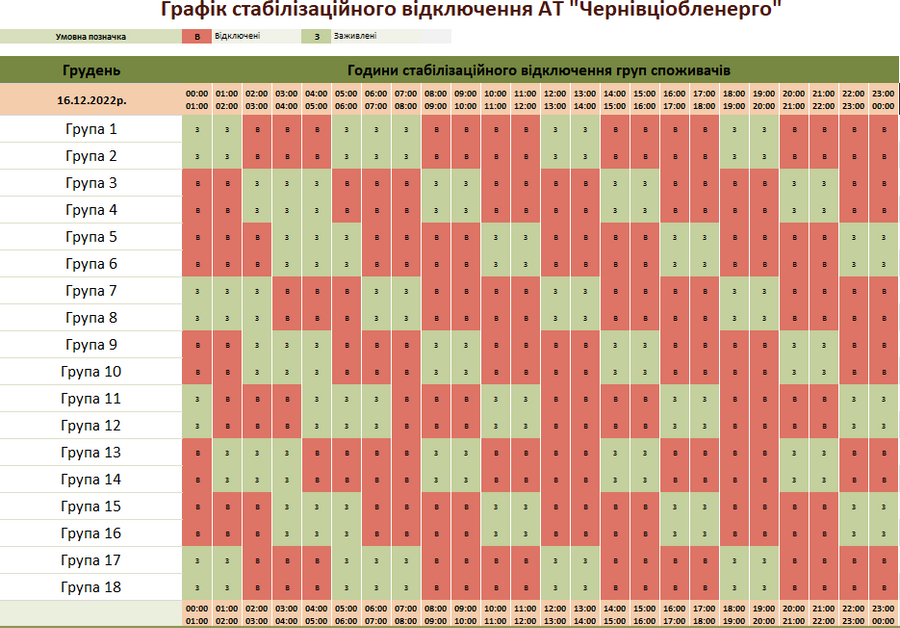 Графік стабілізаційного відключення АТ "Чернівціобленерго"
Умовна позначка В Відключені З Заживлені
Грудень Години стабілізаційного відключення груп споживачів
16.12.2022р. 00:00 01:00 02:00 03:00 04:00 05:00 06:00 07:00 08:00 09:00 10:00 11:00 12:00 13:00 14:00 15:00 16:00 17:00 18:00 19:00 20:00 21:00 22:00 23:00
01:00 02:00 03:00 04:00 05:00 06:00 07:00 08:00 09:00 10:00 11:00 12:00 13:00 14:00 15:00 16:00 17:00 18:00 19:00 20:00 21:00 22:00 23:00 00:00
Група 1 З З В В В З З З В В В В З З В В В В З З В В В В
Група 2 З З В В В З З З В В В В З З В В В В З З В В В В
Група 3 В В З З З В В В З З В В В В З З В В В В З З В В
Група 4 В В З З З В В В З З В В В В З З В В В В З З В В
Група 5 В В В З З З В В В В З З В В В В З З В В В В З З
Група 6 В В В З З З В В В В З З В В В В З З В В В В З З
Група 7 З З З В В В З З В В В В З З В В В В З З В В В В
Група 8 З З З В В В З З В В В В З З В В В В З З В В В В
Група 9 В В З З З В В В З З В В В В З З В В В В З З В В
Група 10 В В З З З В В В З З В В В В З З В В В В З З В В
Група 11 З В В В З З З В В В З З В В В В З З В В В В З З
Група 12 З В В В З З З В В В З З В В В В З З В В В В З З
Група 13 В З З З В В В В З З В В В В З З В В В В З З В В
Група 14 В З З З В В В В З З В В В В З З В В В В З З В В
Група 15 В В В З З З В В В В З З В В В В З З В В В В З З
Група 16 В В В З З З В В В В З З В В В В З З В В В В З З
Група 17 З З В В В З З З В В В В З З В В В В З З В В В В
Група 18 З З В В В З З З В В В В З З В В В В З З В В В В
00:00 01:00 02:00 03:00 04:00 05:00 06:00 07:00 08:00 09:00 10:00 11:00 12:00 13:00 14:00 15:00 16:00 17:00 18:00 19:00 20:00 21:00 22:00 23:00
01:00 02:00 03:00 04:00 05:00 06:00 07:00 08:00 09:00 10:00 11:00 12:00 13:00 14:00 15:00 16:00 17:00 18:00 19:00 20:00 21:00 22:00 23:00 00:00